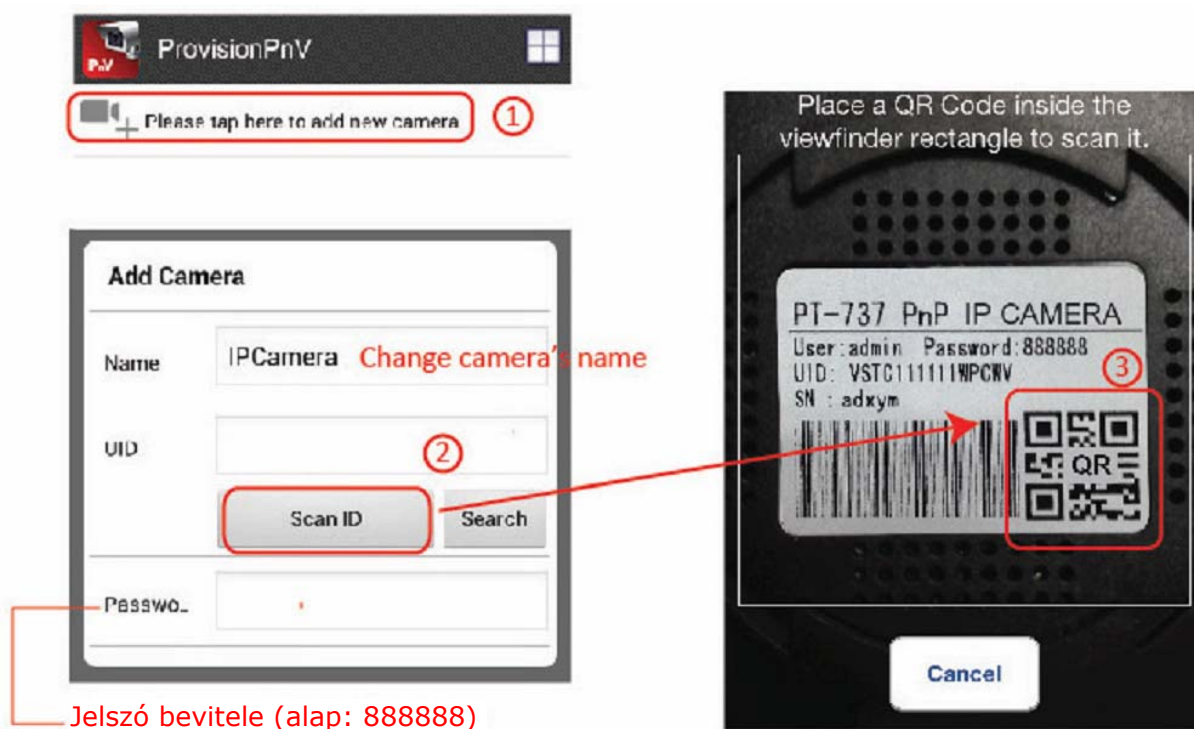 ProvisionPnV
PnV
Please tap here to add new camera
1
Add Camera
Name
IPCamera
Change camera's name
UID
2
Scan ID
Search
Passwo..
Jelszó bevitele (alap: 888888)
Place a QR Code inside the
viewfinder rectangle to scan it.
PT-737 PnP IP CAMERA
User:admin Password:888888
UID: VSTC111111WPCWV
SN : adxym
3
QR
Cancel